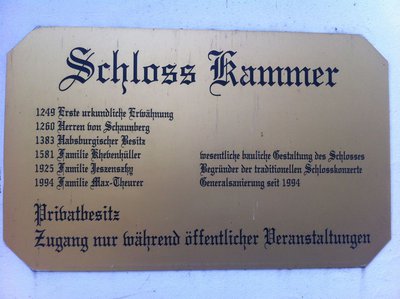 Schloss Kammer
1249 Erste urkundliche Erwähnung
1260 Herren von Schaunberg
1383 Habsburgischer Besitz
1581 Familie Khevenhüller wesentliche bauliche Gestaltung des Schlosses
1925 Familie Jeszenszky Begründer der traditionellen Schlosskonzerte
1994 Familie Max-Theurer Generalsanierung seit 1994
Privatbesitz
Zugang nur während öffentlicher Veranstaltungen